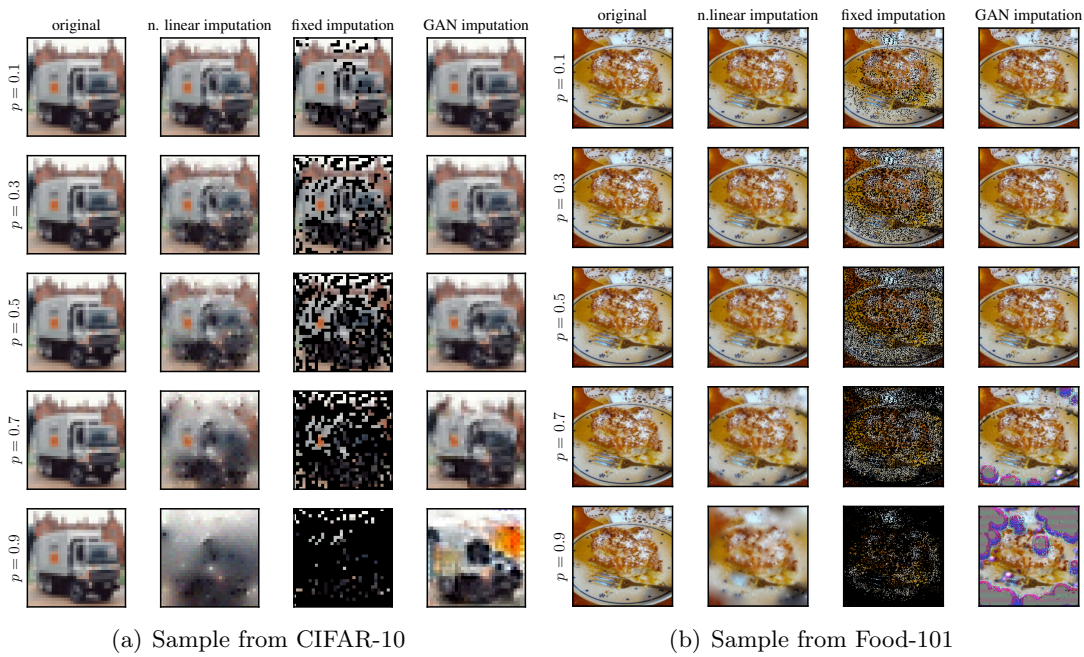 original n. linear imputation fixed imputation GAN imputation
p = 0.1
p = 0.3
p = 0.5
p = 0.7
p = 0.9
(a) Sample from CIFAR-10
original n.linear imputation fixed imputation GAN imputation
p = 0.1
p = 0.3
p = 0.5
p = 0.7
p = 0.9
(b) Sample from Food-101